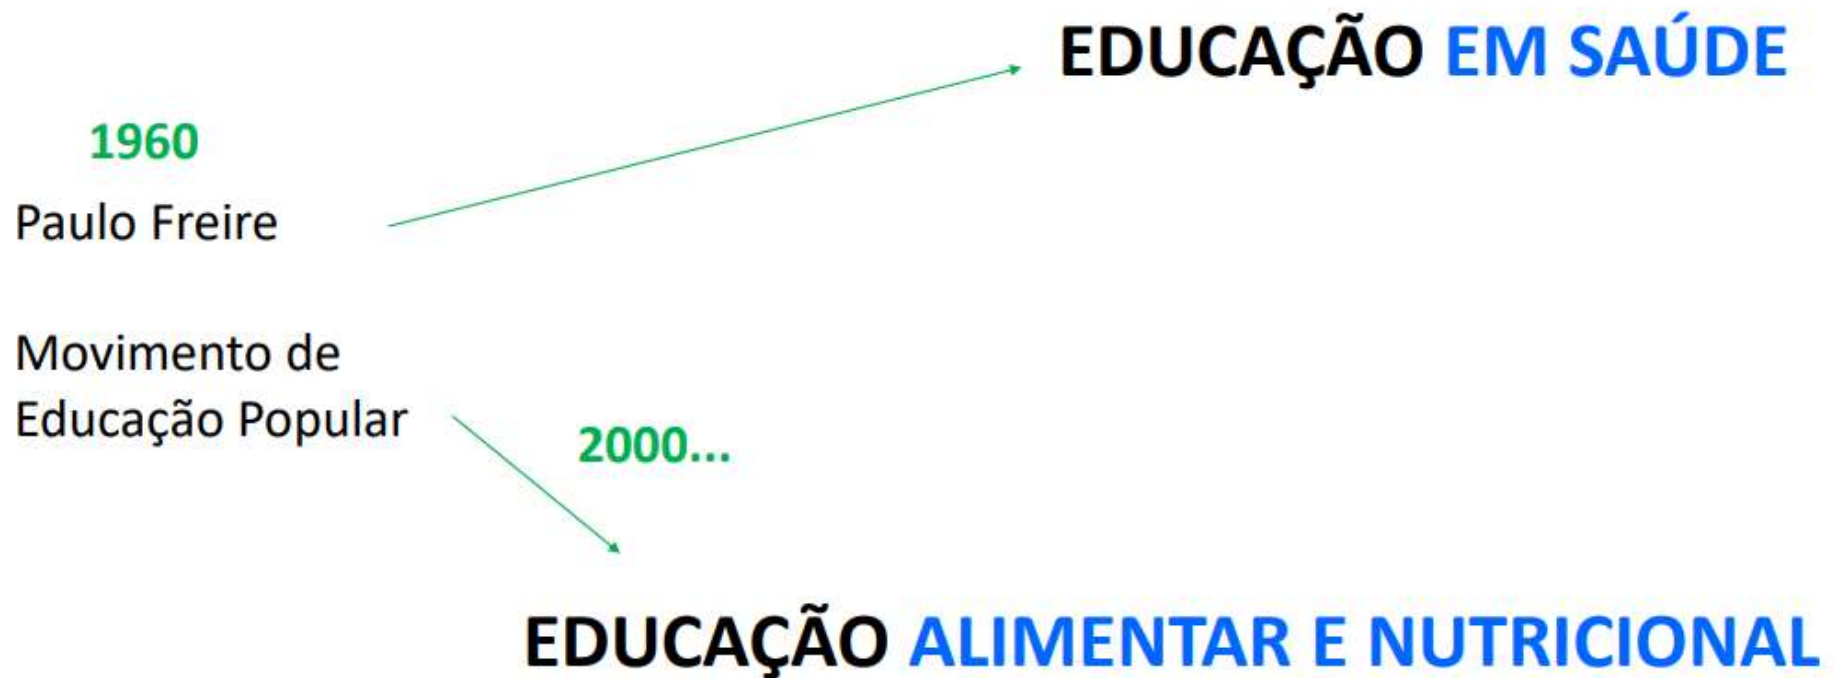 EDUCAÇÃO EM SAÚDE
1960
Paulo Freire
Movimento de
Educação Popular
2000...
EDUCAÇÃO ALIMENTAR E NUTRICIONAL